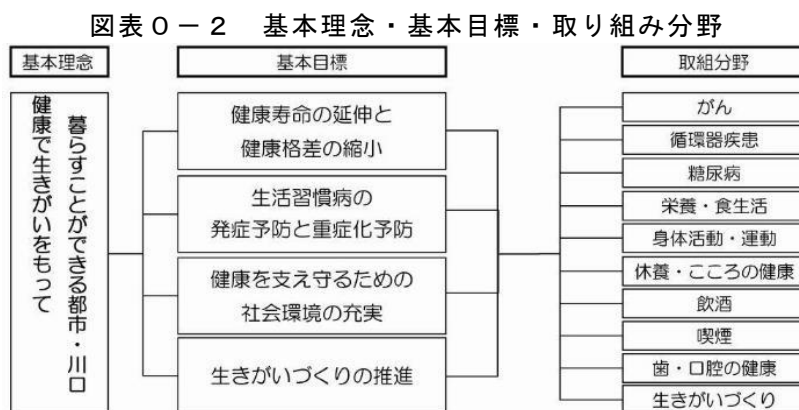 図表０－２ 基本理念・基本目標・取り組み分野
基本理念
基本目標
取組分野
健康で生きがいをもって
暮らすことができる都市・川口
健康寿命の延伸と
健康格差の縮小
生活習慣病の
発症予防と重症化予防
健康を支え守るための
社会環境の充実
生きがいづくりの推進
がん
循環器疾患
糖尿病
栄養・食生活
身体活動・運動
休養・こころの健康
飲酒
喫煙
歯・口腔の健康
生きがいづくり